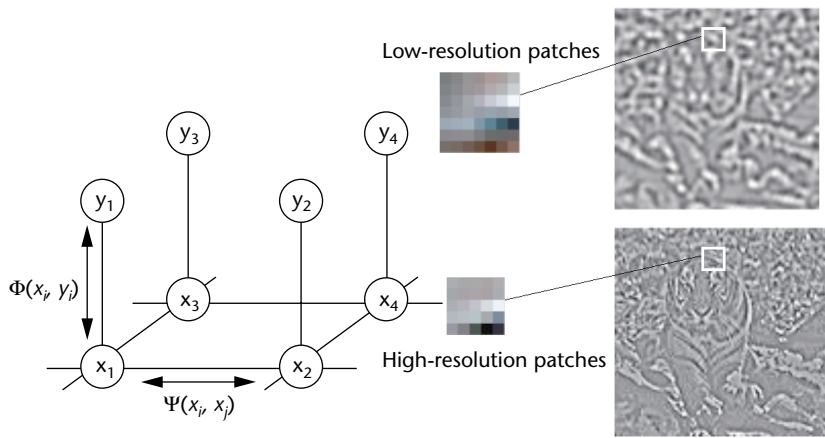 Low-resolution patches
y₃
y₄
y₁
y₂
Φ(xᵢ, yᵢ)
x₃
x₄
x₁
x₂
High-resolution patches
Ψ(xᵢ, xⱼ)